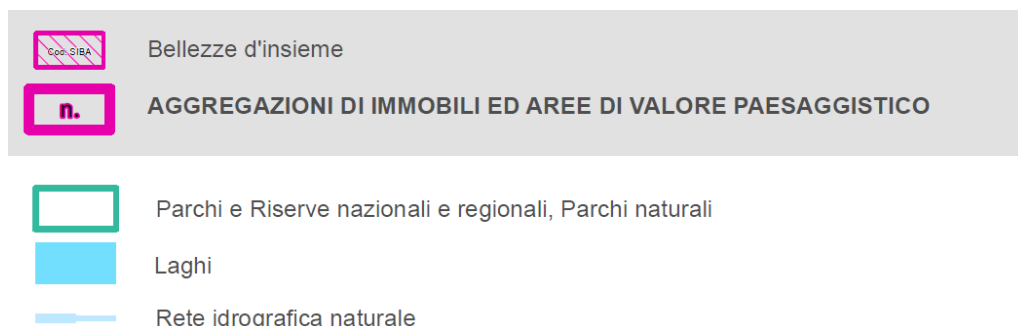 Cod. SIBA
Bellezze d'insieme
n.
AGGREGAZIONI DI IMMOBILI ED AREE DI VALORE PAESAGGISTICO
Parchi e Riserve nazionali e regionali, Parchi naturali
Laghi
Rete idrografica naturale